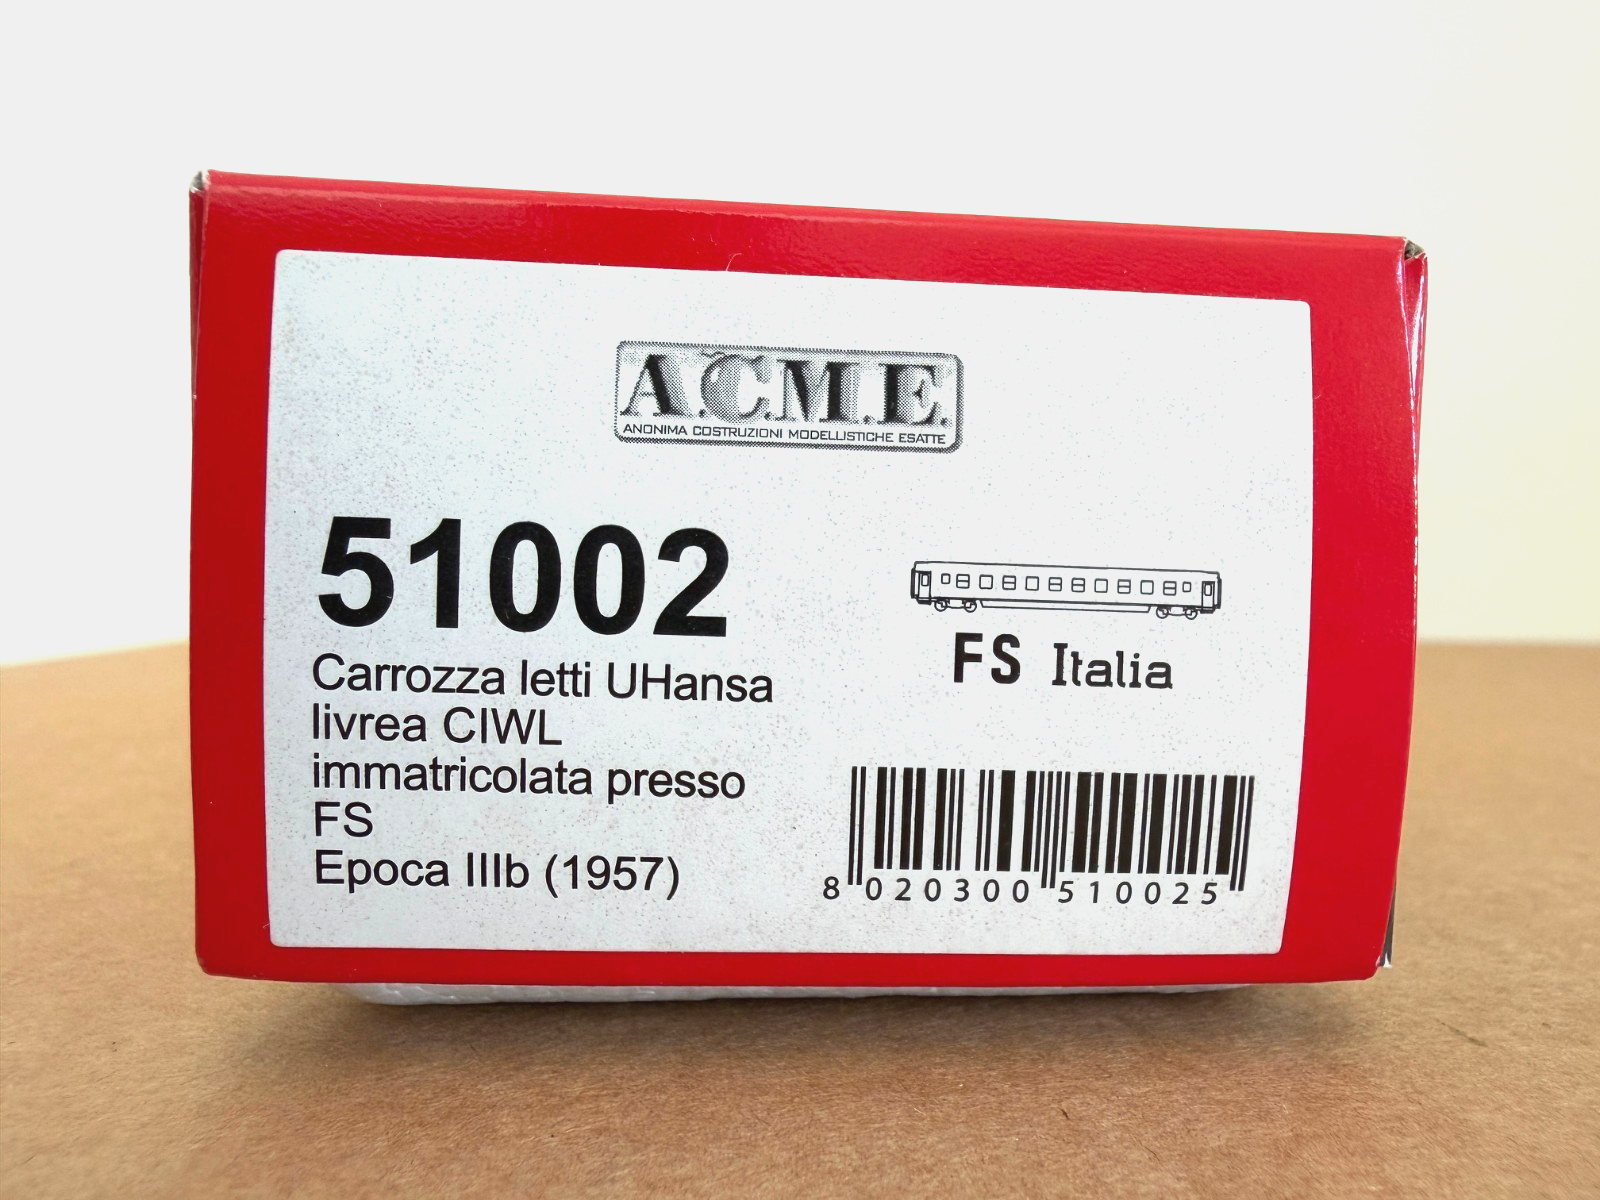 A.C.M.E.
ANONIMA COSTRUZIONI MODELLISTICHE ESATTE
51002
Carrozza letti UHansa
livrea CIWL
immatricolata presso
FS
Epoca IIIb (1957)
FS Italia
8 020300 510025